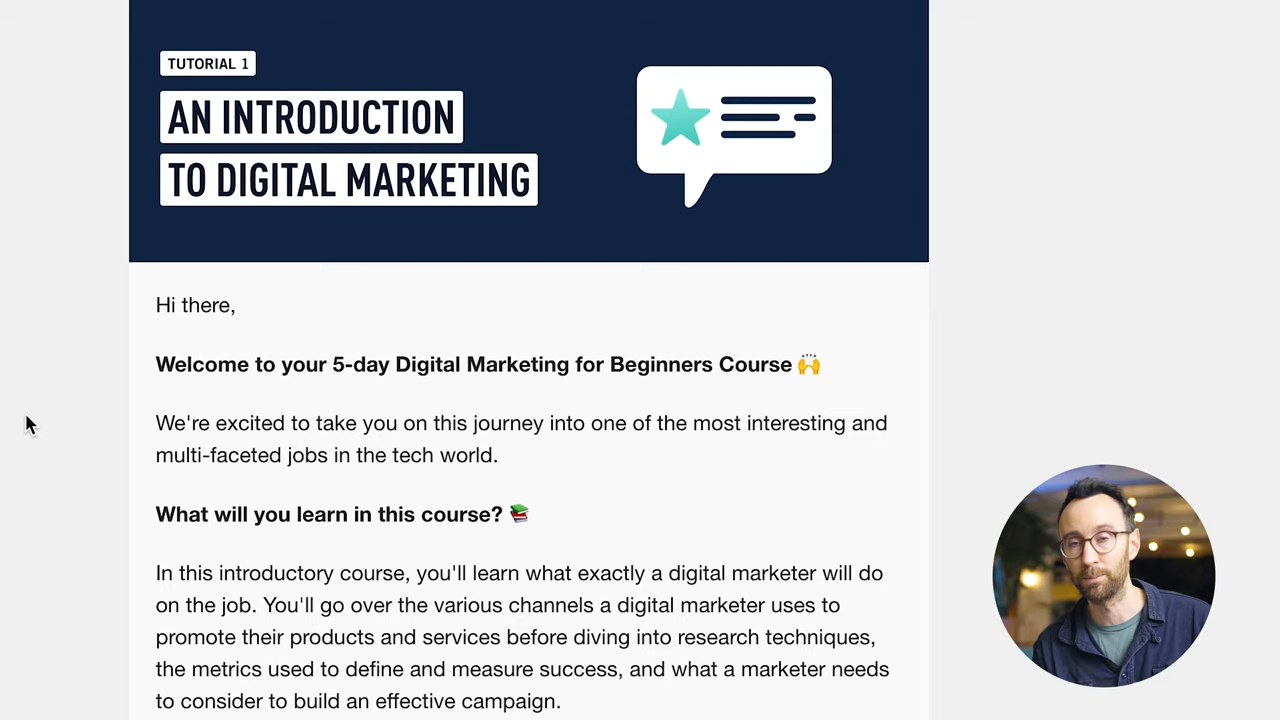 TUTORIAL 1
AN INTRODUCTION
TO DIGITAL MARKETING
Hi there,
Welcome to your 5-day Digital Marketing for Beginners Course 🙌
We're excited to take you on this journey into one of the most interesting and
multi-faceted jobs in the tech world.
What will you learn in this course? 📚
In this introductory course, you'll learn what exactly a digital marketer will do
on the job. You'll go over the various channels a digital marketer uses to
promote their products and services before diving into research techniques,
the metrics used to define and measure success, and what a marketer needs
to consider to build an effective campaign.